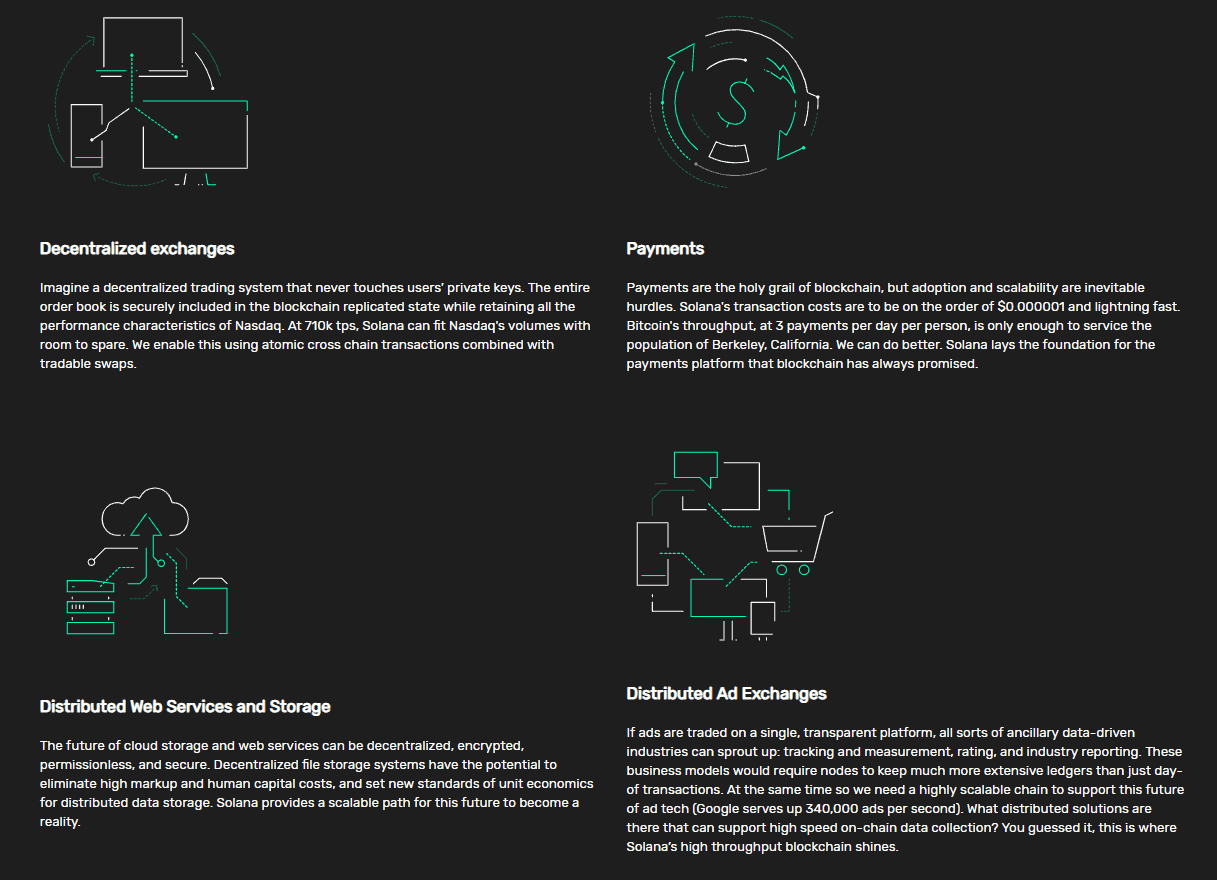 Decentralized exchanges
Imagine a decentralized trading system that never touches users’ private keys. The entire
order book is securely included in the blockchain replicated state while retaining all the
performance characteristics of Nasdaq. At 710k tps, Solana can fit Nasdaq's volumes with
room to spare. We enable this using atomic cross chain transactions combined with
tradable swaps.
Payments
Payments are the holy grail of blockchain, but adoption and scalability are inevitable
hurdles. Solana's transaction costs are to be on the order of $0.000001 and lightning fast.
Bitcoin's throughput, at 3 payments per day per person, is only enough to service the
population of Berkeley, California. We can do better. Solana lays the foundation for the
payments platform that blockchain has always promised.
Distributed Web Services and Storage
The future of cloud storage and web services can be decentralized, encrypted,
permissionless, and secure. Decentralized file storage systems have the potential to
eliminate high markup and human capital costs, and set new standards of unit economics
for distributed data storage. Solana provides a scalable path for this future to become a
reality.
Distributed Ad Exchanges
If ads are traded on a single, transparent platform, all sorts of ancillary data-driven
industries can sprout up: tracking and measurement, rating, and industry reporting. These
business models would require nodes to keep much more extensive ledgers than just day-
of transactions. At the same time so we need a highly scalable chain to support this future
of ad tech (Google serves up 340,000 ads per second). What distributed solutions are
there that can support high speed on-chain data collection? You guessed it, this is where
Solana’s high throughput blockchain shines.
$